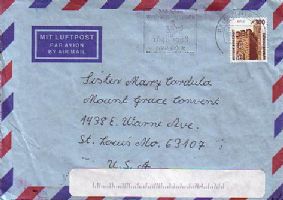 MIT LUFTPOST
PAR AVION
BY AIR MAIL
300
Sister Mary Cordula
Mount Grace Convent
1438 E. Warne Ave.
St. Louis Mo. 63107
U. S. A